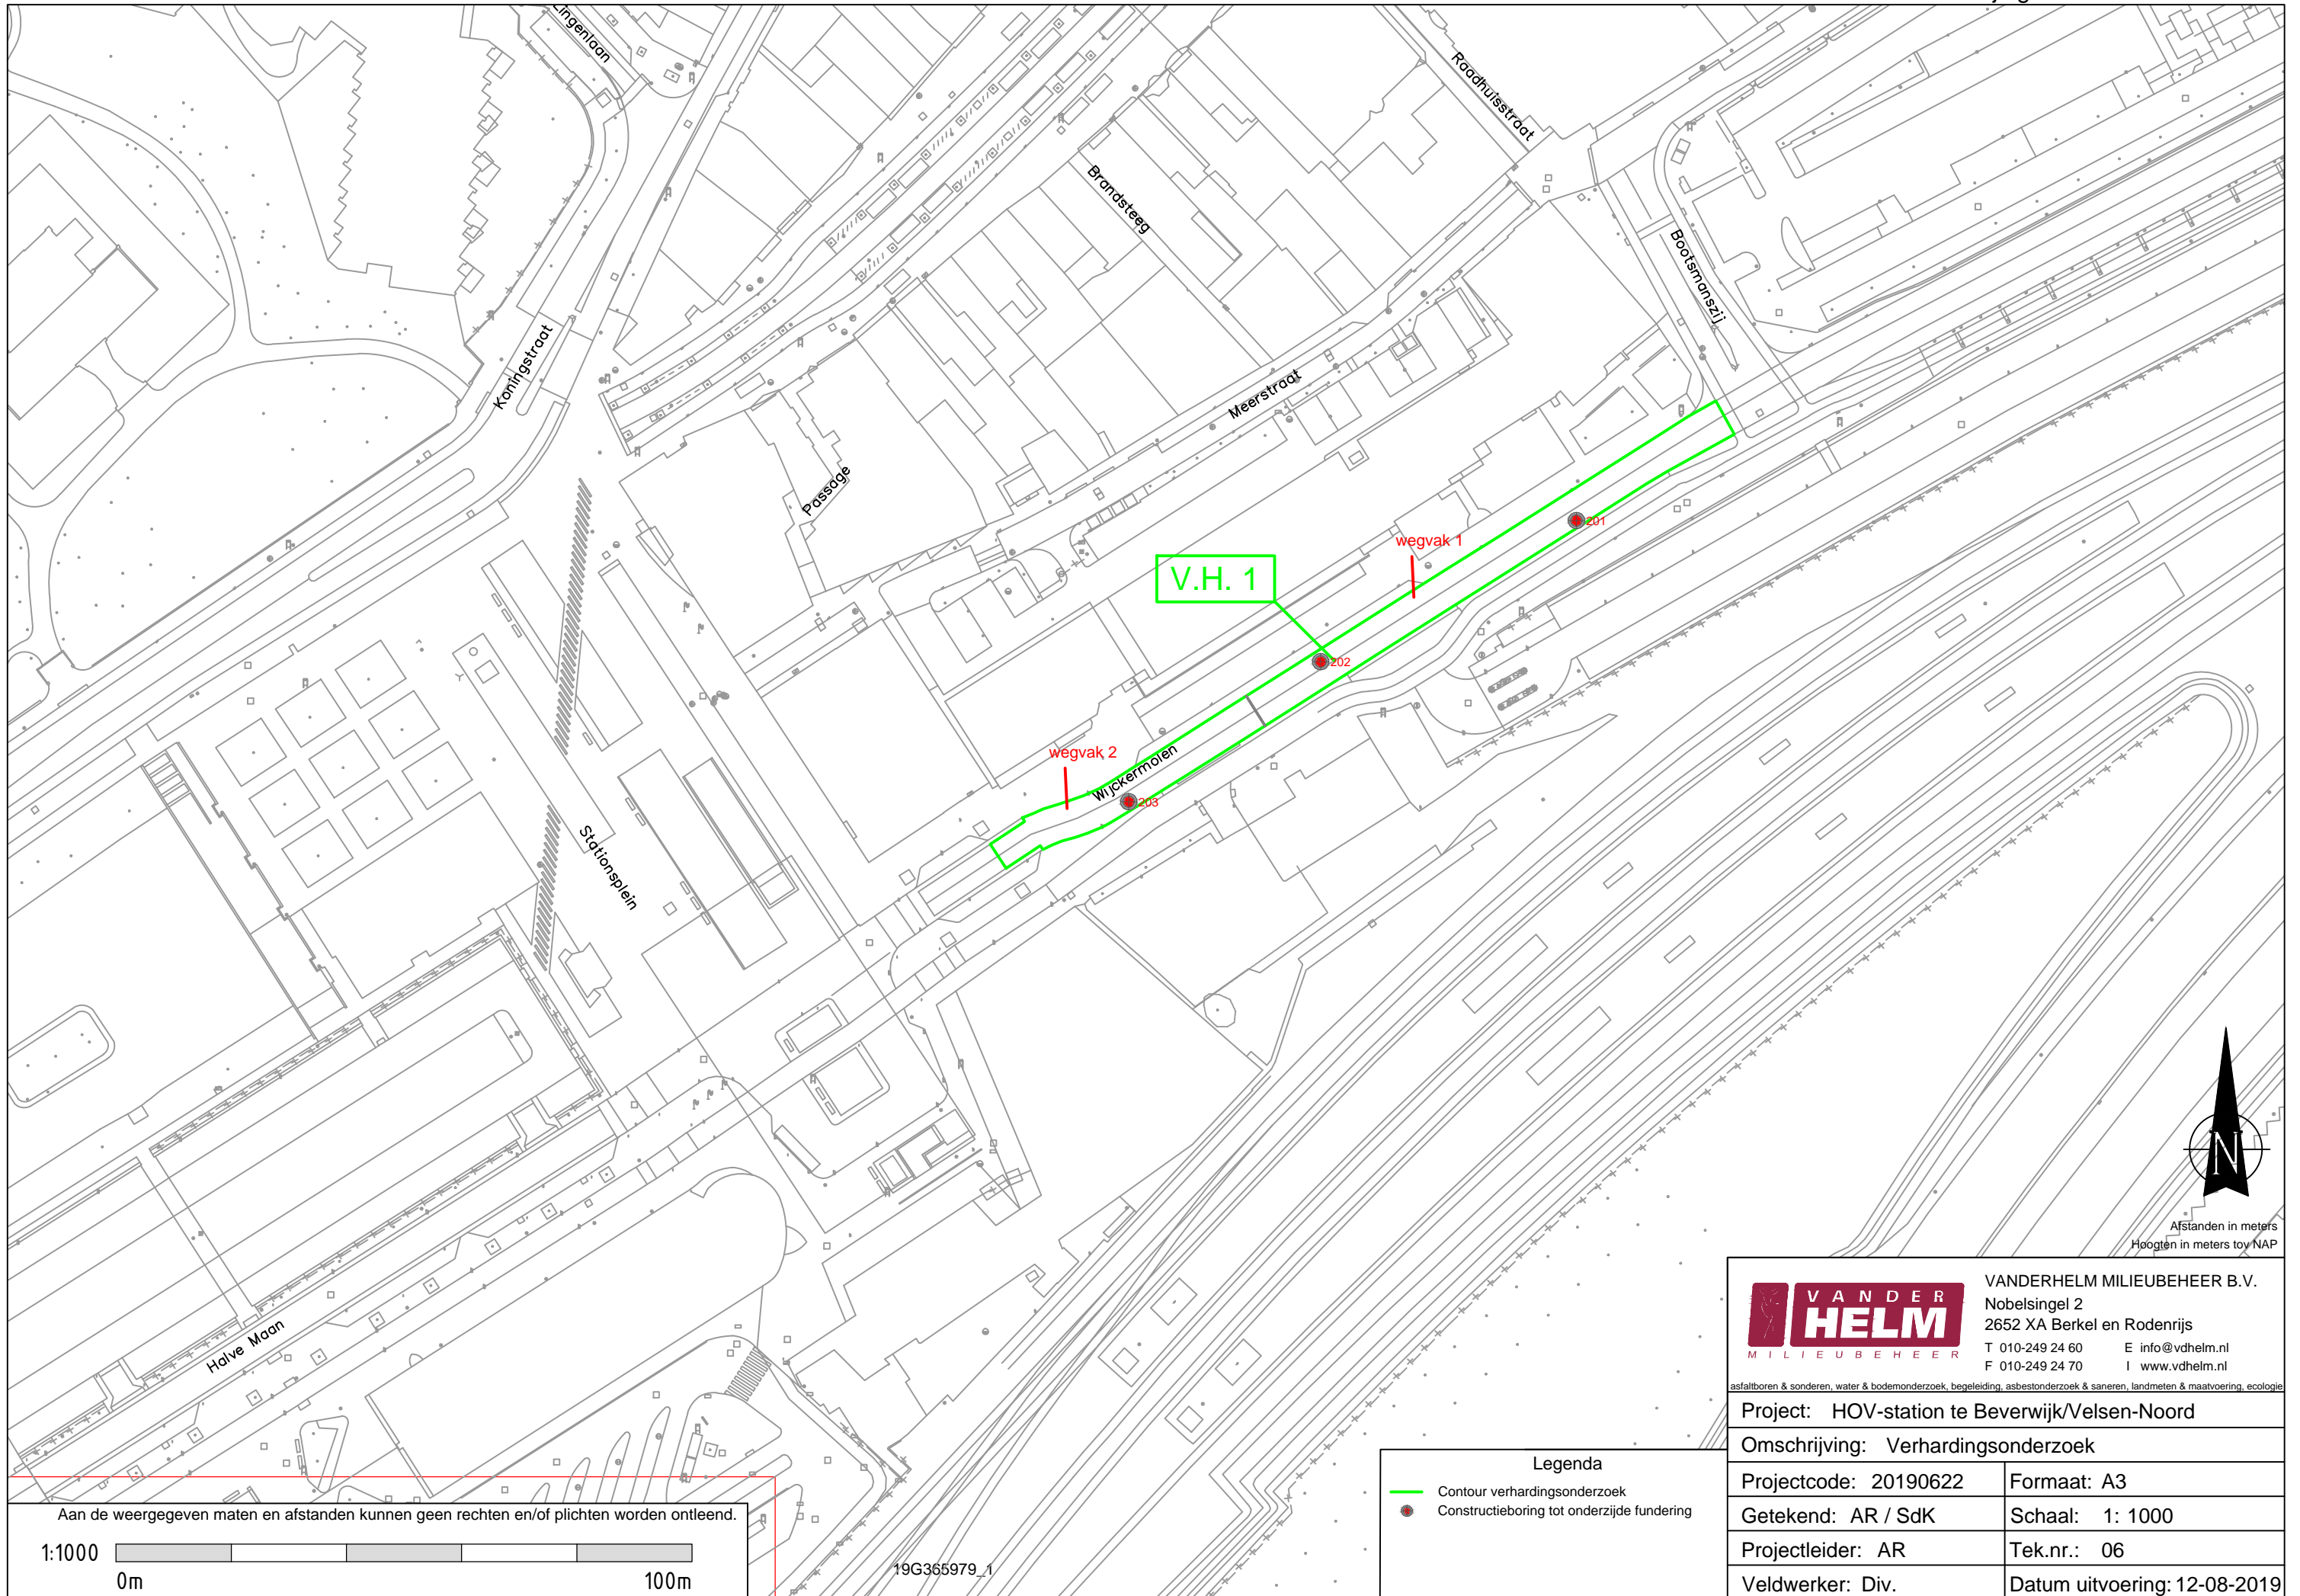 Lingenlaan
Raadhuisstraat
Brandsteeg
Bootsmanszij
Koningstraat
Meerstraat
Passage
wegvak 1
201
V.H. 1
202
wegvak 2
Wijckermolen
203
Stationsplein
Halve Maan
N
Afstanden in meters
Hoogten in meters tov NAP
VANDER
HELM
MILIEUBEHEER
VANDERHELM MILIEUBEHEER B.V.
Nobelsingel 2
2652 XA Berkel en Rodenrijs
T 010-249 24 60 E info@vdhelm.nl
F 010-249 24 70 I www.vdhelm.nl
asfaltboren & sonderen, water & bodemonderzoek, begeleiding, asbestonderzoek & saneren, landmeten & maatvoering, ecologie
Project: HOV-station te Beverwijk/Velsen-Noord
Omschrijving: Verhardingsonderzoek
Projectcode: 20190622 Formaat: A3
Getekend: AR / SdK Schaal: 1: 1000
Projectleider: AR Tek.nr.: 06
Veldwerker: Div. Datum uitvoering: 12-08-2019
Legenda
Contour verhardingsonderzoek
Constructieboring tot onderzijde fundering
Aan de weergegeven maten en afstanden kunnen geen rechten en/of plichten worden ontleend.
1:1000
0m 100m
19G365979_1